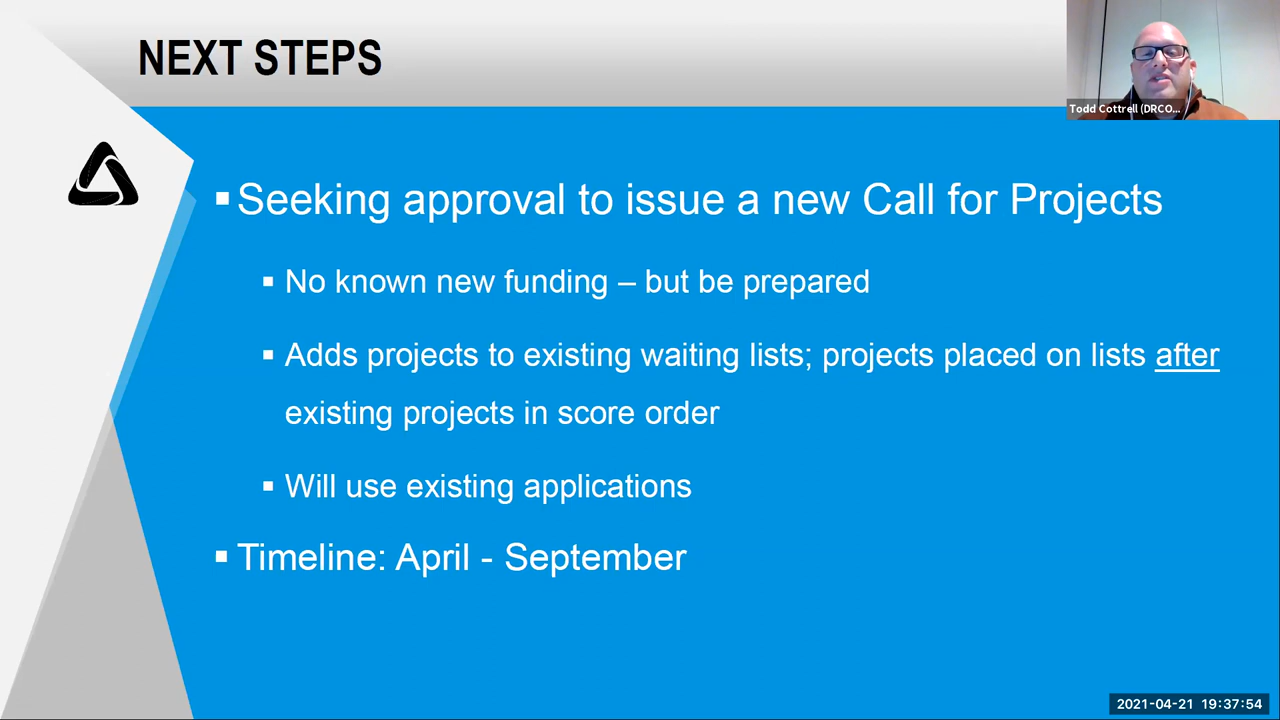 NEXT STEPS
Todd Cottrell (DRCO...
▪ Seeking approval to issue a new Call for Projects
▪ No known new funding – but be prepared
▪ Adds projects to existing waiting lists; projects placed on lists after
existing projects in score order
▪ Will use existing applications
▪ Timeline: April - September
2021-04-21 19:37:54